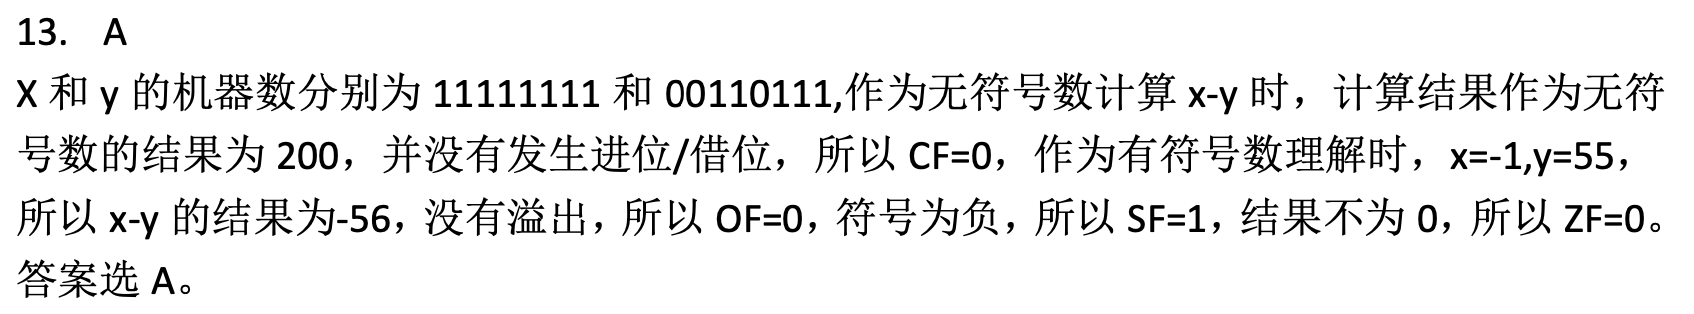 13. A
X 和 y 的机器数分别为 11111111 和 00110111,作为无符号数计算 x-y 时，计算结果作为无符
号数的结果为 200，并没有发生进位/借位，所以 CF=0，作为有符号数理解时，x=-1,y=55，
所以 x-y 的结果为-56，没有溢出，所以 OF=0，符号为负，所以 SF=1，结果不为 0，所以 ZF=0。
答案选 A。